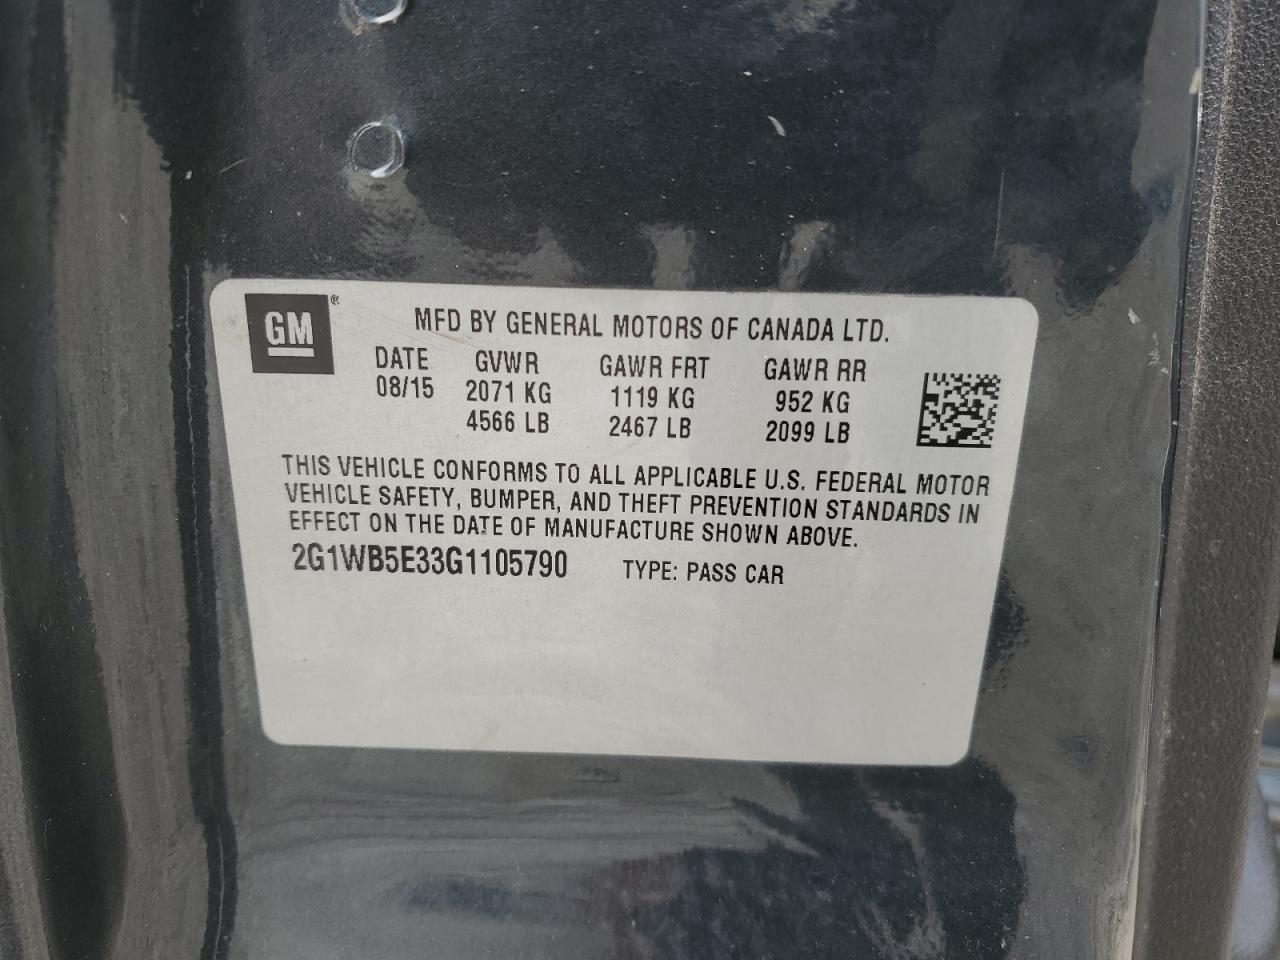 GM®
MFD BY GENERAL MOTORS OF CANADA LTD.
DATE GVWR GAWR FRT GAWR RR
08/15 2071 KG 1119 KG 952 KG
4566 LB 2467 LB 2099 LB
THIS VEHICLE CONFORMS TO ALL APPLICABLE U.S. FEDERAL MOTOR
VEHICLE SAFETY, BUMPER, AND THEFT PREVENTION STANDARDS IN
EFFECT ON THE DATE OF MANUFACTURE SHOWN ABOVE.
2G1WB5E33G1105790 TYPE: PASS CAR